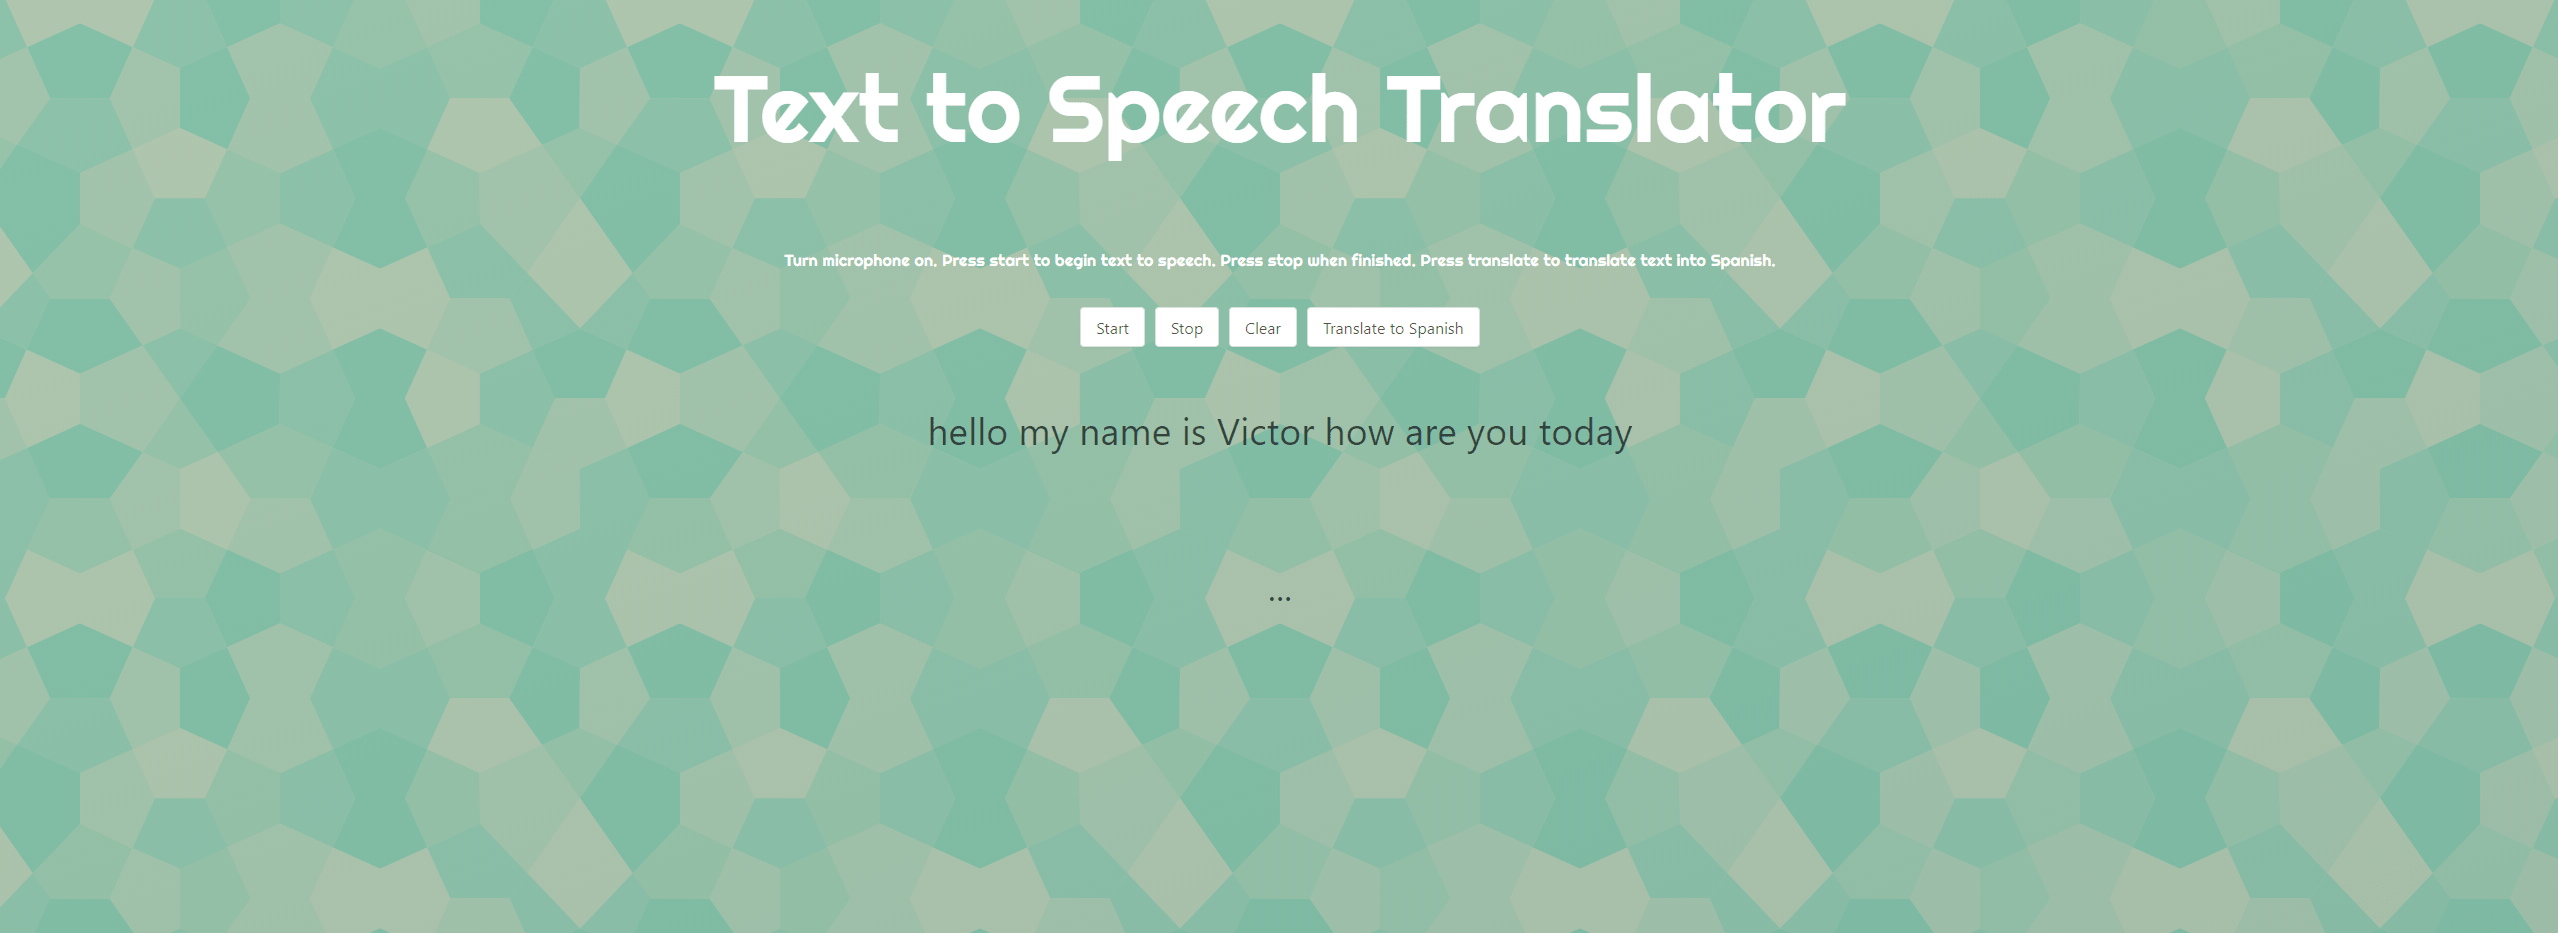 Text to Speech Translator
Turn microphone on. Press start to begin text to speech. Press stop when finished. Press translate to translate text into Spanish.
Start Stop Clear Translate to Spanish
hello my name is Victor how are you today
...